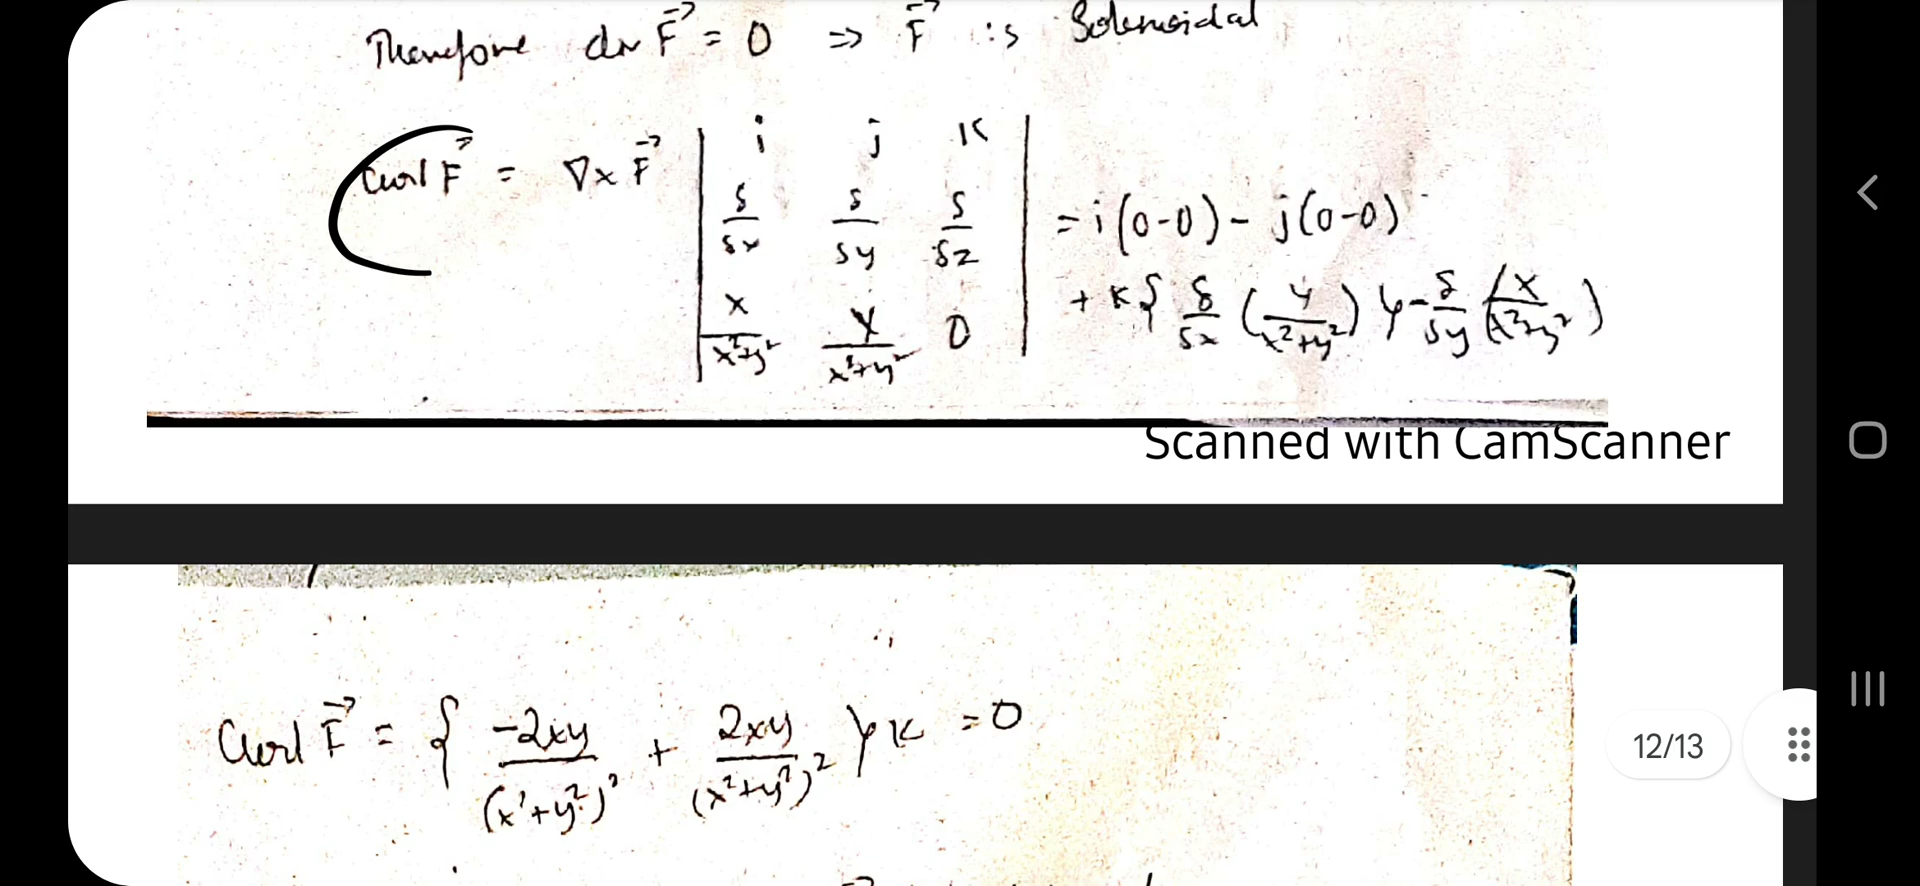 Therefore div F⃗ = 0 ⇒ F⃗ is Solenoidal
Curl F⃗ = ∇x F⃗ | i j K |
| δ/δx δ/δy δ/δz | = i(0-0) - j(0-0)
| x/(x²+y²) y/(x²+y²) 0 | + K{ δ/δx (y/(x²+y²)) } - δ/δy (x/(x²+y²))
Scanned with CamScanner
Curl F⃗ = { -2xy/(x²+y²)² + 2xy/(x²+y²)² } K = 0
12/13